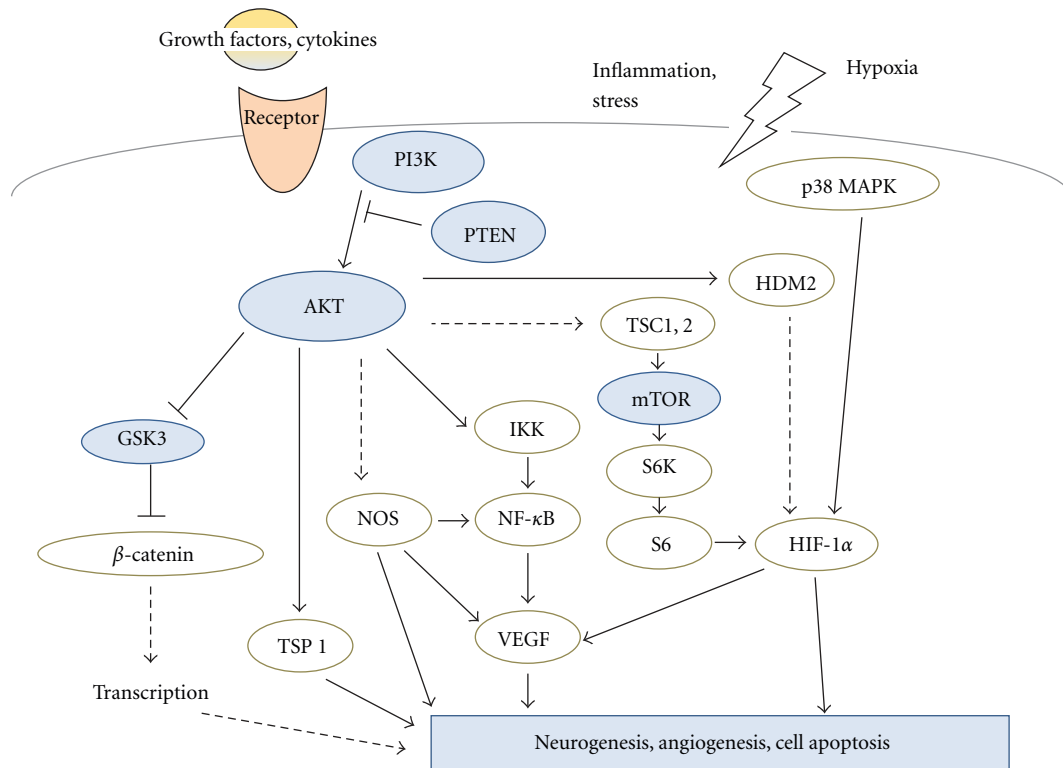 Growth factors, cytokines
Inflammation,
stress
Hypoxia
Receptor
PI3K
p38 MAPK
PTEN
HDM2
AKT
TSC1, 2
mTOR
GSK3
IKK
S6K
NOS
NF-κB
S6
HIF-1α
β-catenin
TSP 1
VEGF
Transcription
Neurogenesis, angiogenesis, cell apoptosis